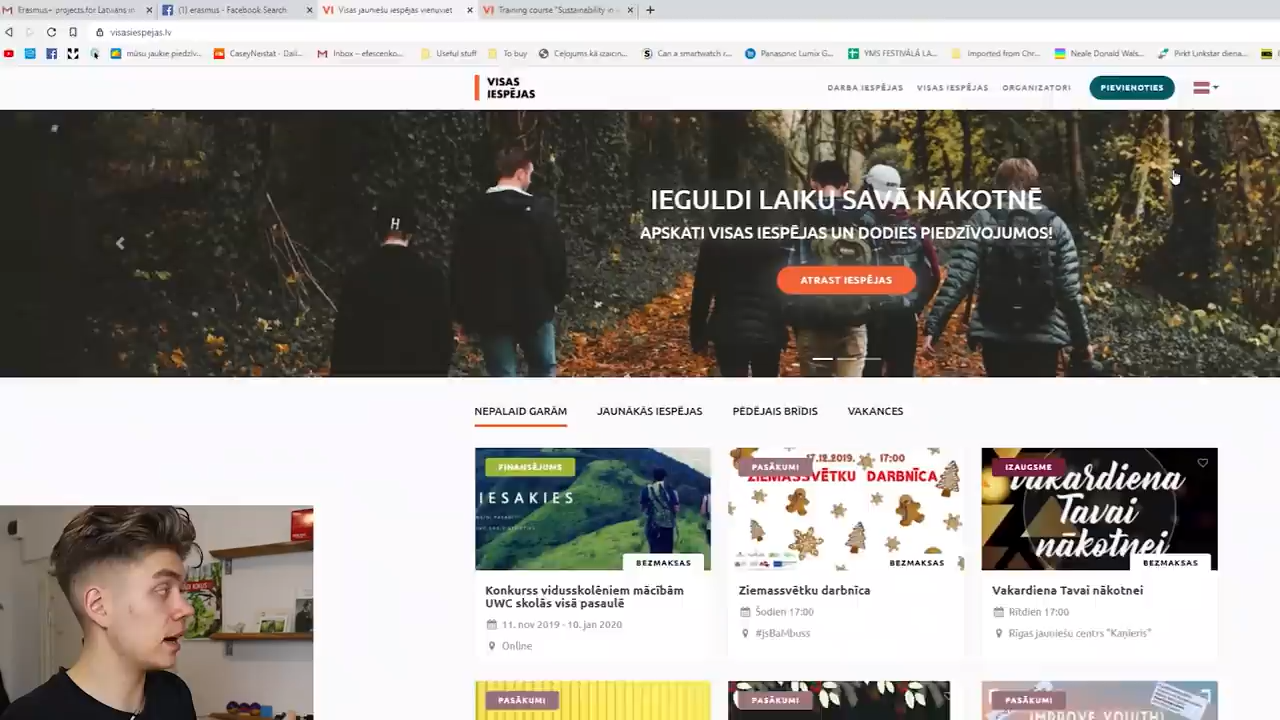 Erasmus+ projects for Latvians in
(1) erasmus - Facebook Search
Visas jauniešu iespējas vienuviet
Training course "Sustainability in
visasiespejas.lv
mūsu jaukie piedzīv...
CaseyNeistat - Dail...
Inbox – efescenko...
Useful stuff
To buy
Ceļojums kā izaicin...
Can a smartwatch r...
Panasonic Lumix G...
YMS FESTIVĀLĀ LA...
Imported from Chr...
Neale Donald Wals...
Pirkt Linkstar diena...
VISAS
IESPĒJAS
DARBA IESPĒJAS
VISAS IESPĒJAS
ORGANIZATORI
PIEVIENOTIES
H
IEGULDI LAIKU SAVĀ NĀKOTNĒ
APSKATI VISAS IESPĒJAS UN DODIES PIEDZĪVOJUMOS!
ATRAST IESPĒJAS
NEPALAID GARĀM
JAUNĀKĀS IESPĒJAS
PĒDĒJAIS BRĪDIS
VAKANCES
FINANSĒJUMS
IESAKIES
BEZMAKSAS
Konkurss vidusskolēniem mācībām
UWC skolās visā pasaulē
11. nov 2019 - 10. jan 2020
Online
PASĀKUMI
17.12.2019. 17:00
ZIEMASSVĒTKU DARBNĪCA
BEZMAKSAS
Ziemassvētku darbnīca
Šodien 17:00
#jsBaMbuss
IZAUGSME
Vakardiena
Tavai
nākotnei
BEZMAKSAS
Vakardiena Tavai nākotnei
Rītdien 17:00
Rīgas jauniešu centrs "Kaņieris"
PASĀKUMI
PASĀKUMI
PASĀKUMI
IMPROVE YOUTH!